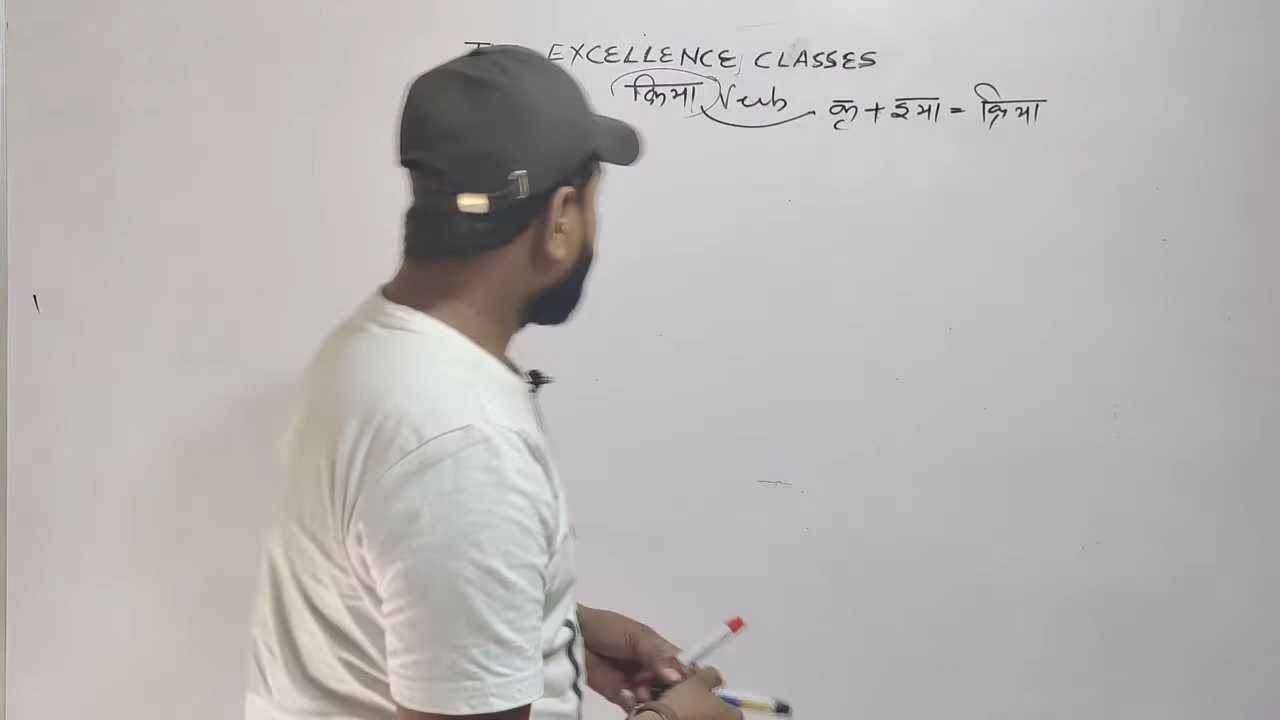 EXCELLENCE CLASSES
क्रिया Verb कृ + इया = क्रिया